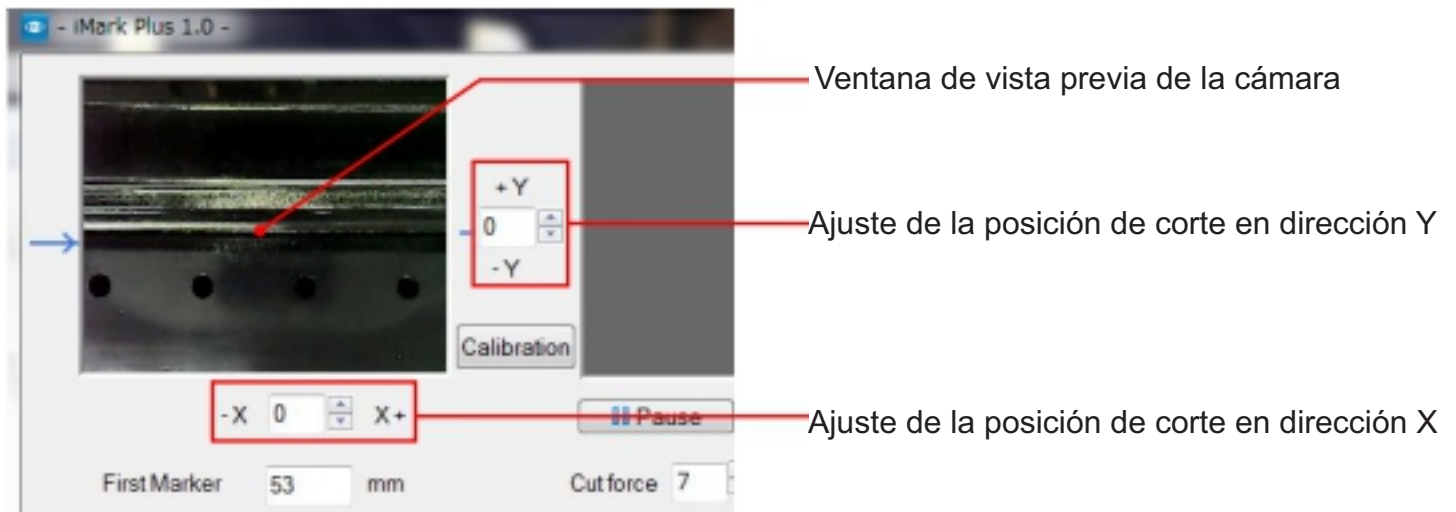 - iMark Plus 1.0 -
Ventana de vista previa de la cámara
+ Y
0
- Y
Ajuste de la posición de corte en dirección Y
Calibration
- X 0 X +
Pause
Ajuste de la posición de corte en dirección X
First Marker 53 mm
Cut force 7